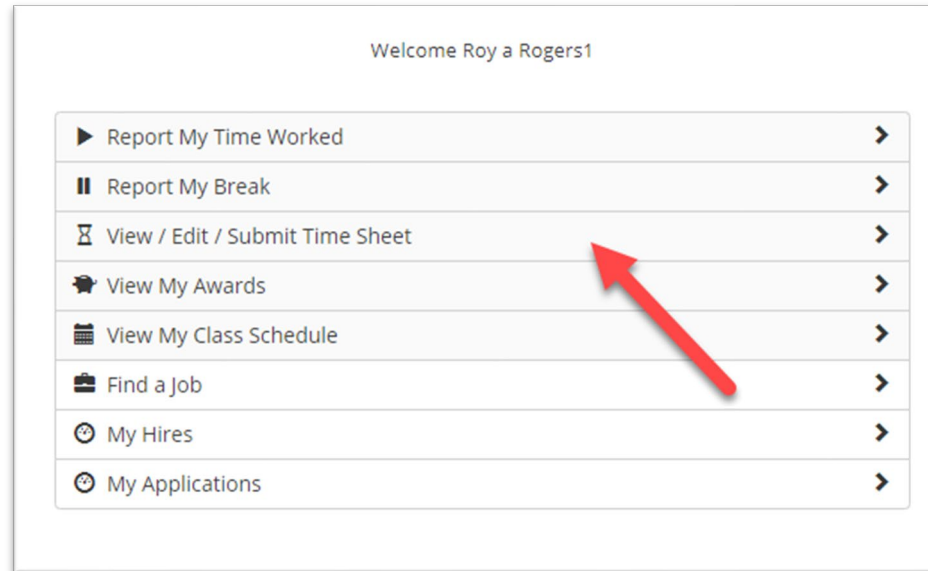 Welcome Roy a Rogers1
Report My Time Worked
Report My Break
View / Edit / Submit Time Sheet
View My Awards
View My Class Schedule
Find a Job
My Hires
My Applications